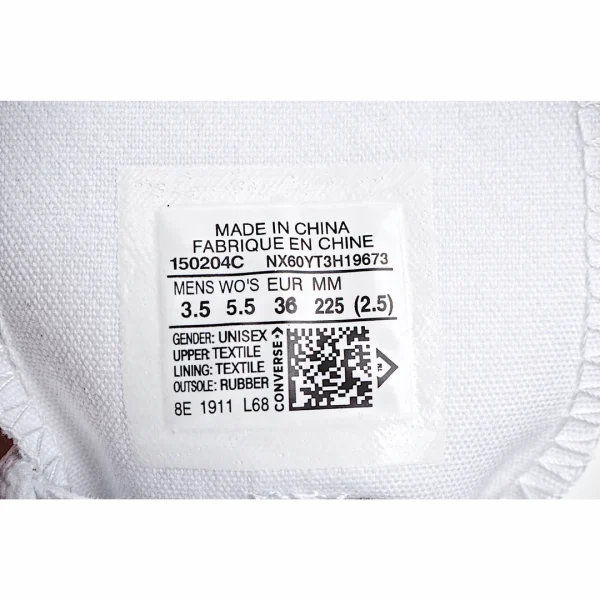 MADE IN CHINA
FABRIQUE EN CHINE
150204C NX60YT3H19673
MENS WO'S EUR MM
3.5 5.5 36 225 (2.5)
GENDER: UNISEX
UPPER: TEXTILE
LINING: TEXTILE
OUTSOLE: RUBBER
8E 1911 L68
CONVERSE
TM